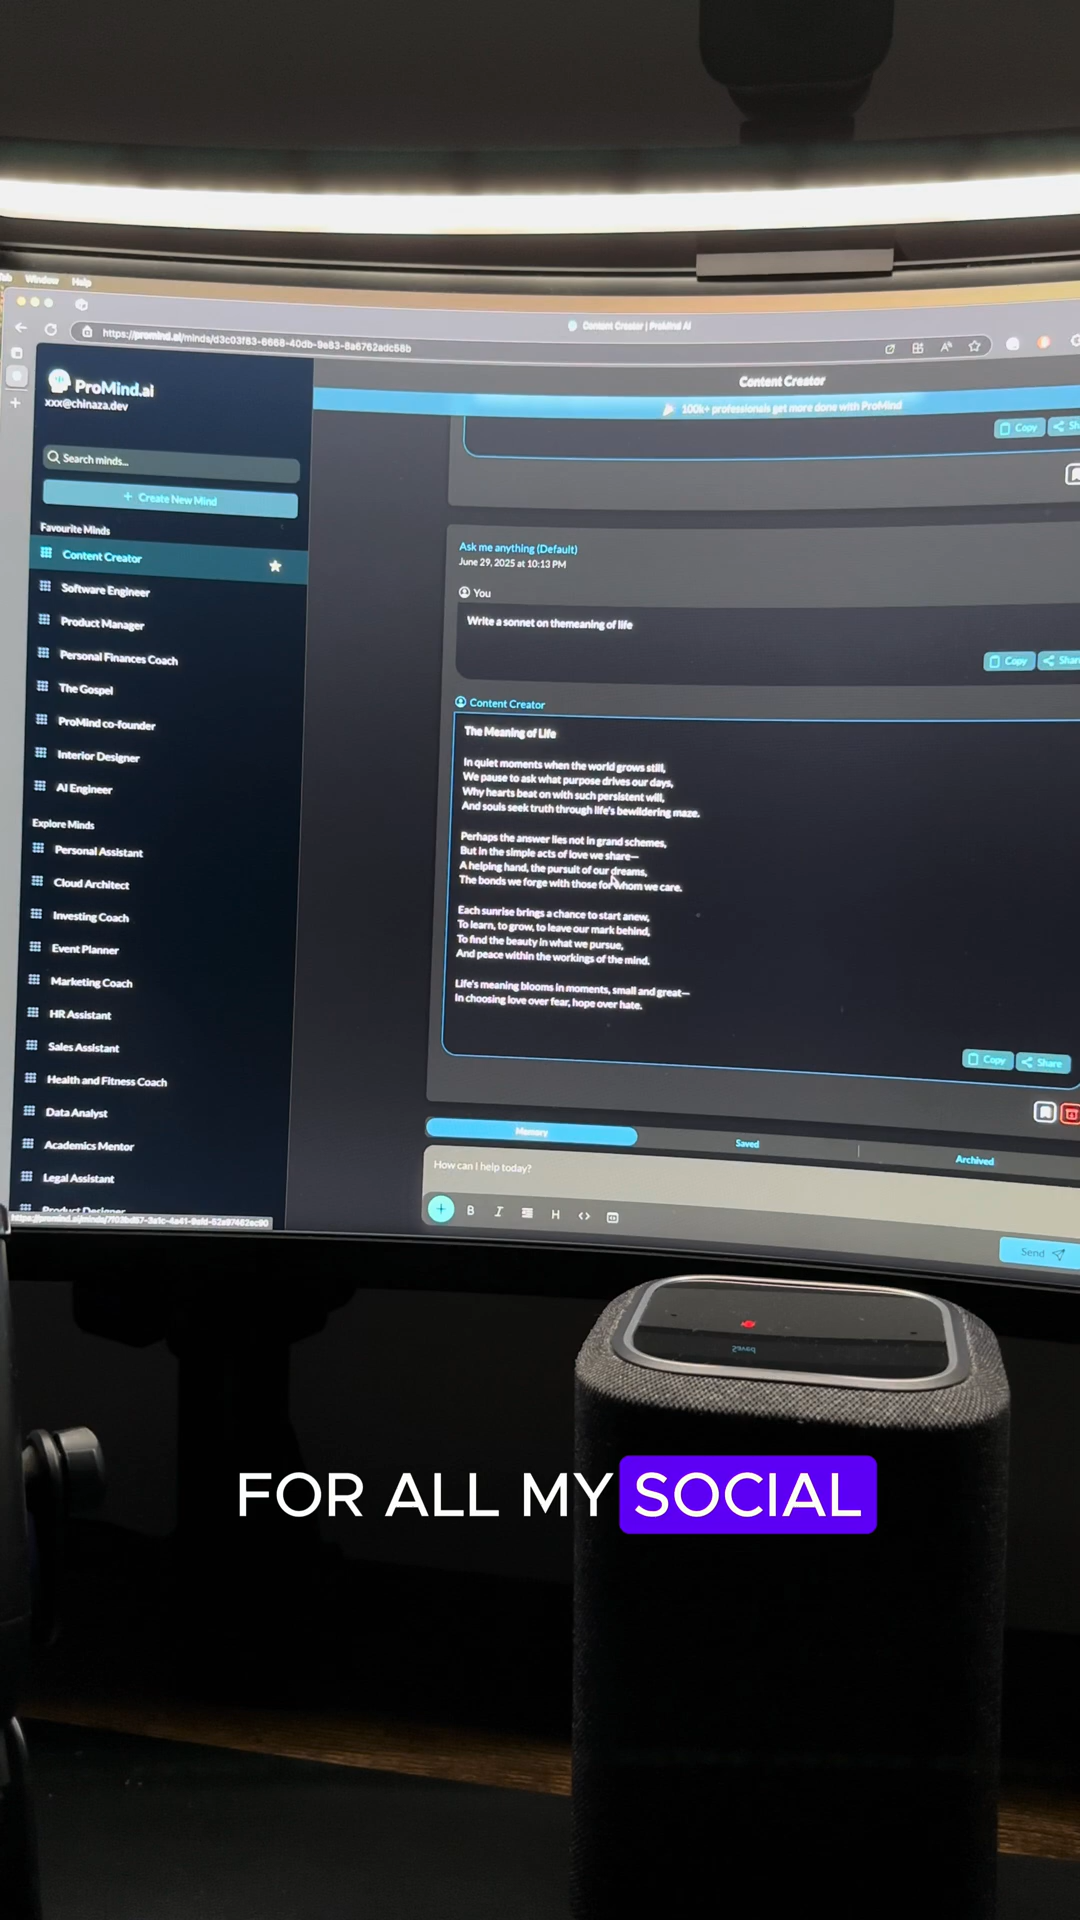 Window Help
Content Creator | ProMind AI
https://promind.ai/minds/d3c03f83-6668-40db-9e83-8a6762adc58b
ProMind.ai
xxx@chinaza.dev
Search minds...
+ Create New Mind
Favourite Minds
Content Creator
Software Engineer
Product Manager
Personal Finances Coach
The Gospel
ProMind co-founder
Interior Designer
AI Engineer
Explore Minds
Personal Assistant
Cloud Architect
Investing Coach
Event Planner
Marketing Coach
HR Assistant
Sales Assistant
Health and Fitness Coach
Data Analyst
Academics Mentor
Legal Assistant
Product Designer
Content Creator
100k+ professionals get more done with ProMind
Copy
Sh
Ask me anything (Default)
June 29, 2025 at 10:13 PM
You
Write a sonnet on themeaning of life
Copy
Shar
Content Creator
The Meaning of Life
In quiet moments when the world grows still,
We pause to ask what purpose drives our days,
Why hearts beat on with such persistent will,
And souls seek truth through life's bewildering maze.
Perhaps the answer lies not in grand schemes,
But in the simple acts of love we share—
A helping hand, the pursuit of our dreams,
The bonds we forge with those for whom we care.
Each sunrise brings a chance to start anew,
To learn, to grow, to leave our mark behind,
To find the beauty in what we pursue,
And peace within the workings of the mind.
Life's meaning blooms in moments, small and great—
In choosing love over fear, hope over hate.
Copy
Share
Memory
Saved
Archived
How can I help today?
+ B I H
Send
Saved
FOR ALL MY SOCIAL